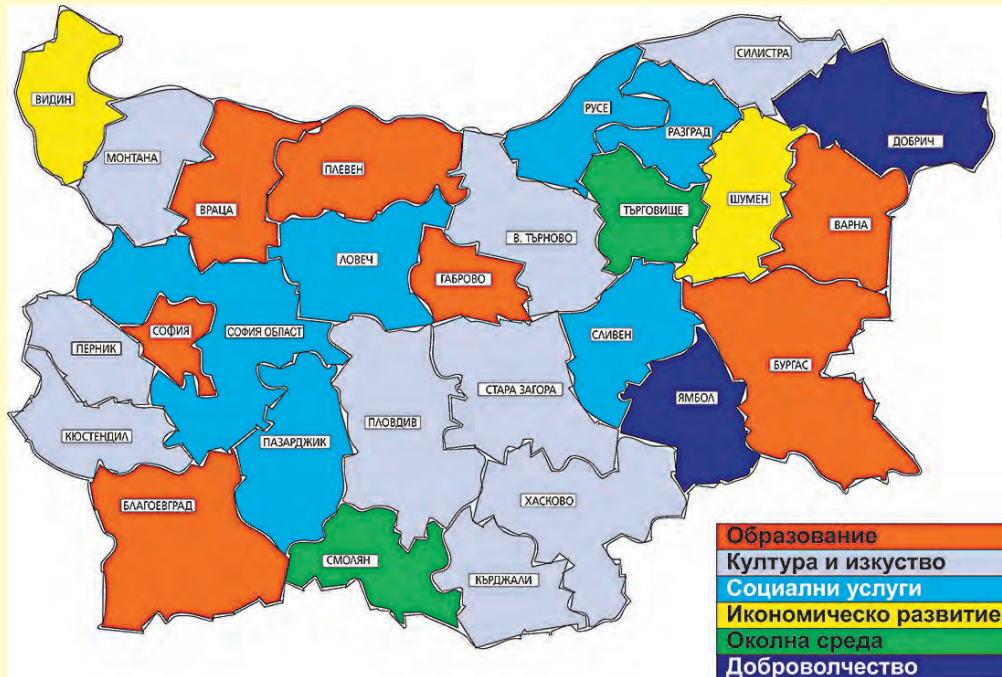 СИЛИСТРА
ВИДИН
РУСЕ
РАЗГРАД
ДОБРИЧ
МОНТАНА
ПЛЕВЕН
ВРАЦА
ТЪРГОВИЩЕ
ШУМЕН
ВАРНА
В. ТЪРНОВО
ЛОВЕЧ
ГАБРОВО
СОФИЯ
СОФИЯ ОБЛАСТ
СЛИВЕН
ПЕРНИК
БУРГАС
СТАРА ЗАГОРА
ЯМБОЛ
ПЛОВДИВ
КЮСТЕНДИЛ
ПАЗАРДЖИК
ХАСКОВО
БЛАГОЕВГРАД
СМОЛЯН
КЪРДЖАЛИ
Образование
Култура и изкуство
Социални услуги
Икономическо развитие
Околна среда
Доброволчество